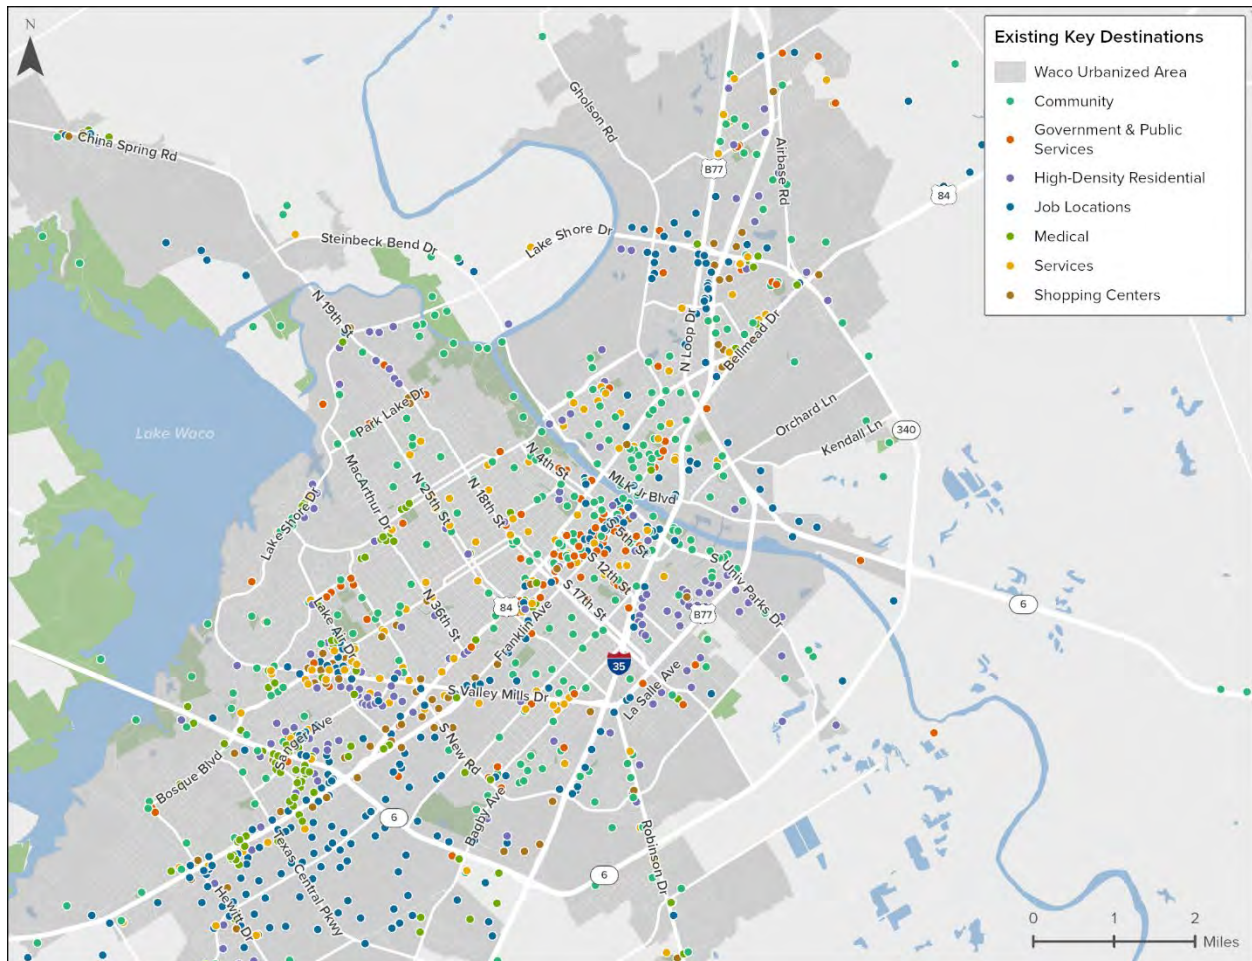 N
Existing Key Destinations
Waco Urbanized Area
Community
Government & Public
Services
High-Density Residential
Job Locations
Medical
Services
Shopping Centers
Gholson Rd
China Spring Rd
Airbase Rd
B77
84
Steinbeck Bend Dr
Lake Shore Dr
N 19th St
N Loop Dr
Bellmead Dr
Park Lake Dr
Orchard Ln
Kendall Ln
340
Lake Waco
MacArthur Dr
N 4th St
N 25th St
N 18th St
MLK Jr Blvd
Lake Shore Dr
S 5th St
S 12th St
S 17th St
S Univ Parks Dr
6
Lake Air Dr
N 36th St
84
Franklin Ave
B77
35
La Salle Ave
S Valley Mills Dr
Sanger Ave
S New Rd
Bosque Blvd
6
Bagby Ave
Texas Central Pkwy
Robinson Dr
6
Hewitt Dr
0 1 2
Miles